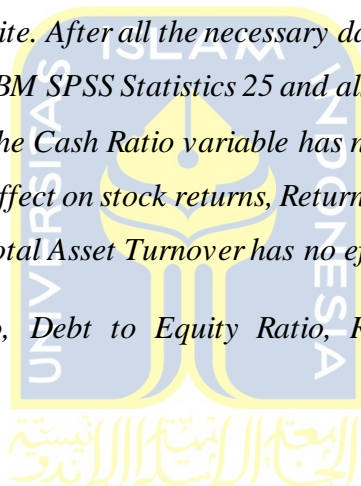 ite. After all the necessary da
BM SPSS Statistics 25 and al
he Cash Ratio variable has n
ffect on stock returns, Return
otal Asset Turnover has no ef
o, Debt to Equity Ratio, R
ISLAM
UNIVERSITAS
INDONESIA